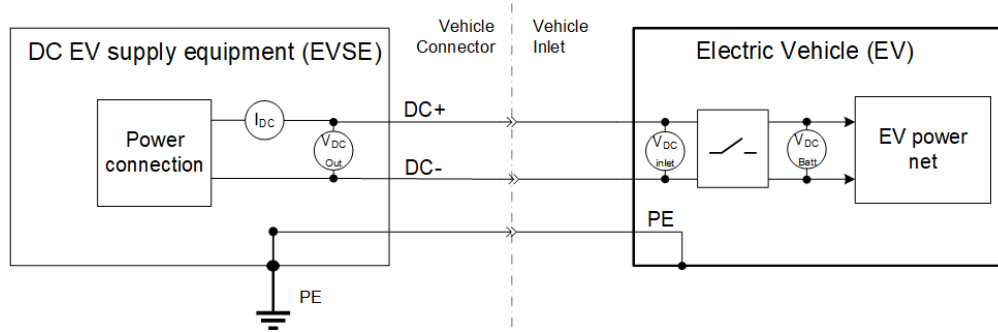 Vehicle
Connector
Vehicle
Inlet
DC EV supply equipment (EVSE)
Electric Vehicle (EV)
Power
connection
IDC
VDC
Out
DC+
DC-
VDC
inlet
VDC
Batt
EV power
net
PE
PE